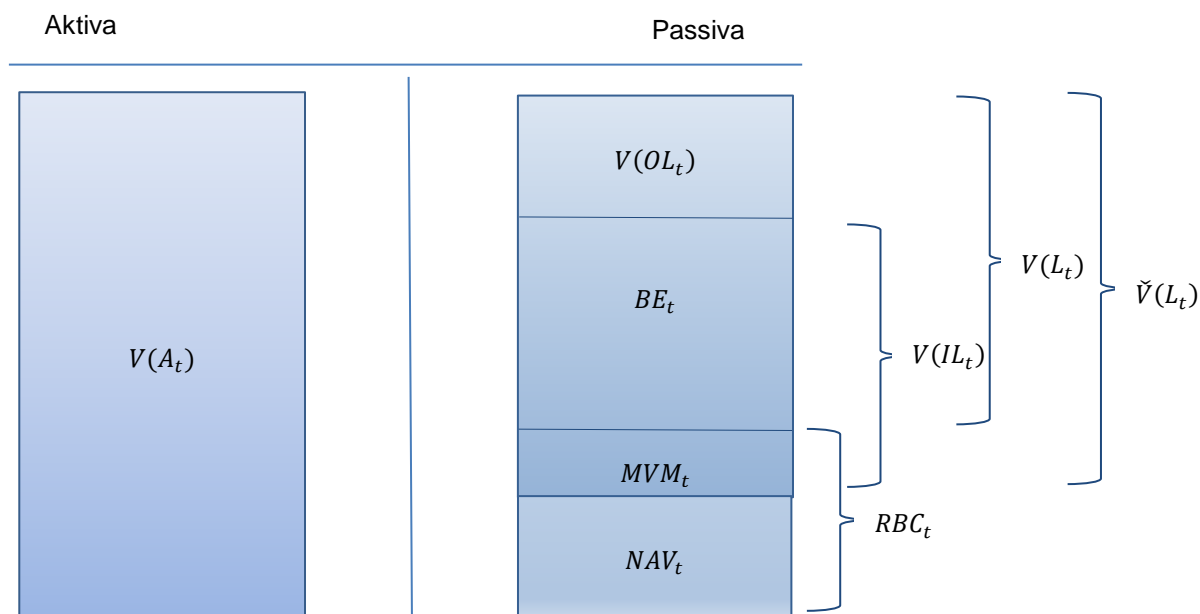 Aktiva Passiva
V(OL_t)
V(L_t)
V̌(L_t)
BE_t
V(A_t)
V(IL_t)
MVM_t
RBC_t
NAV_t